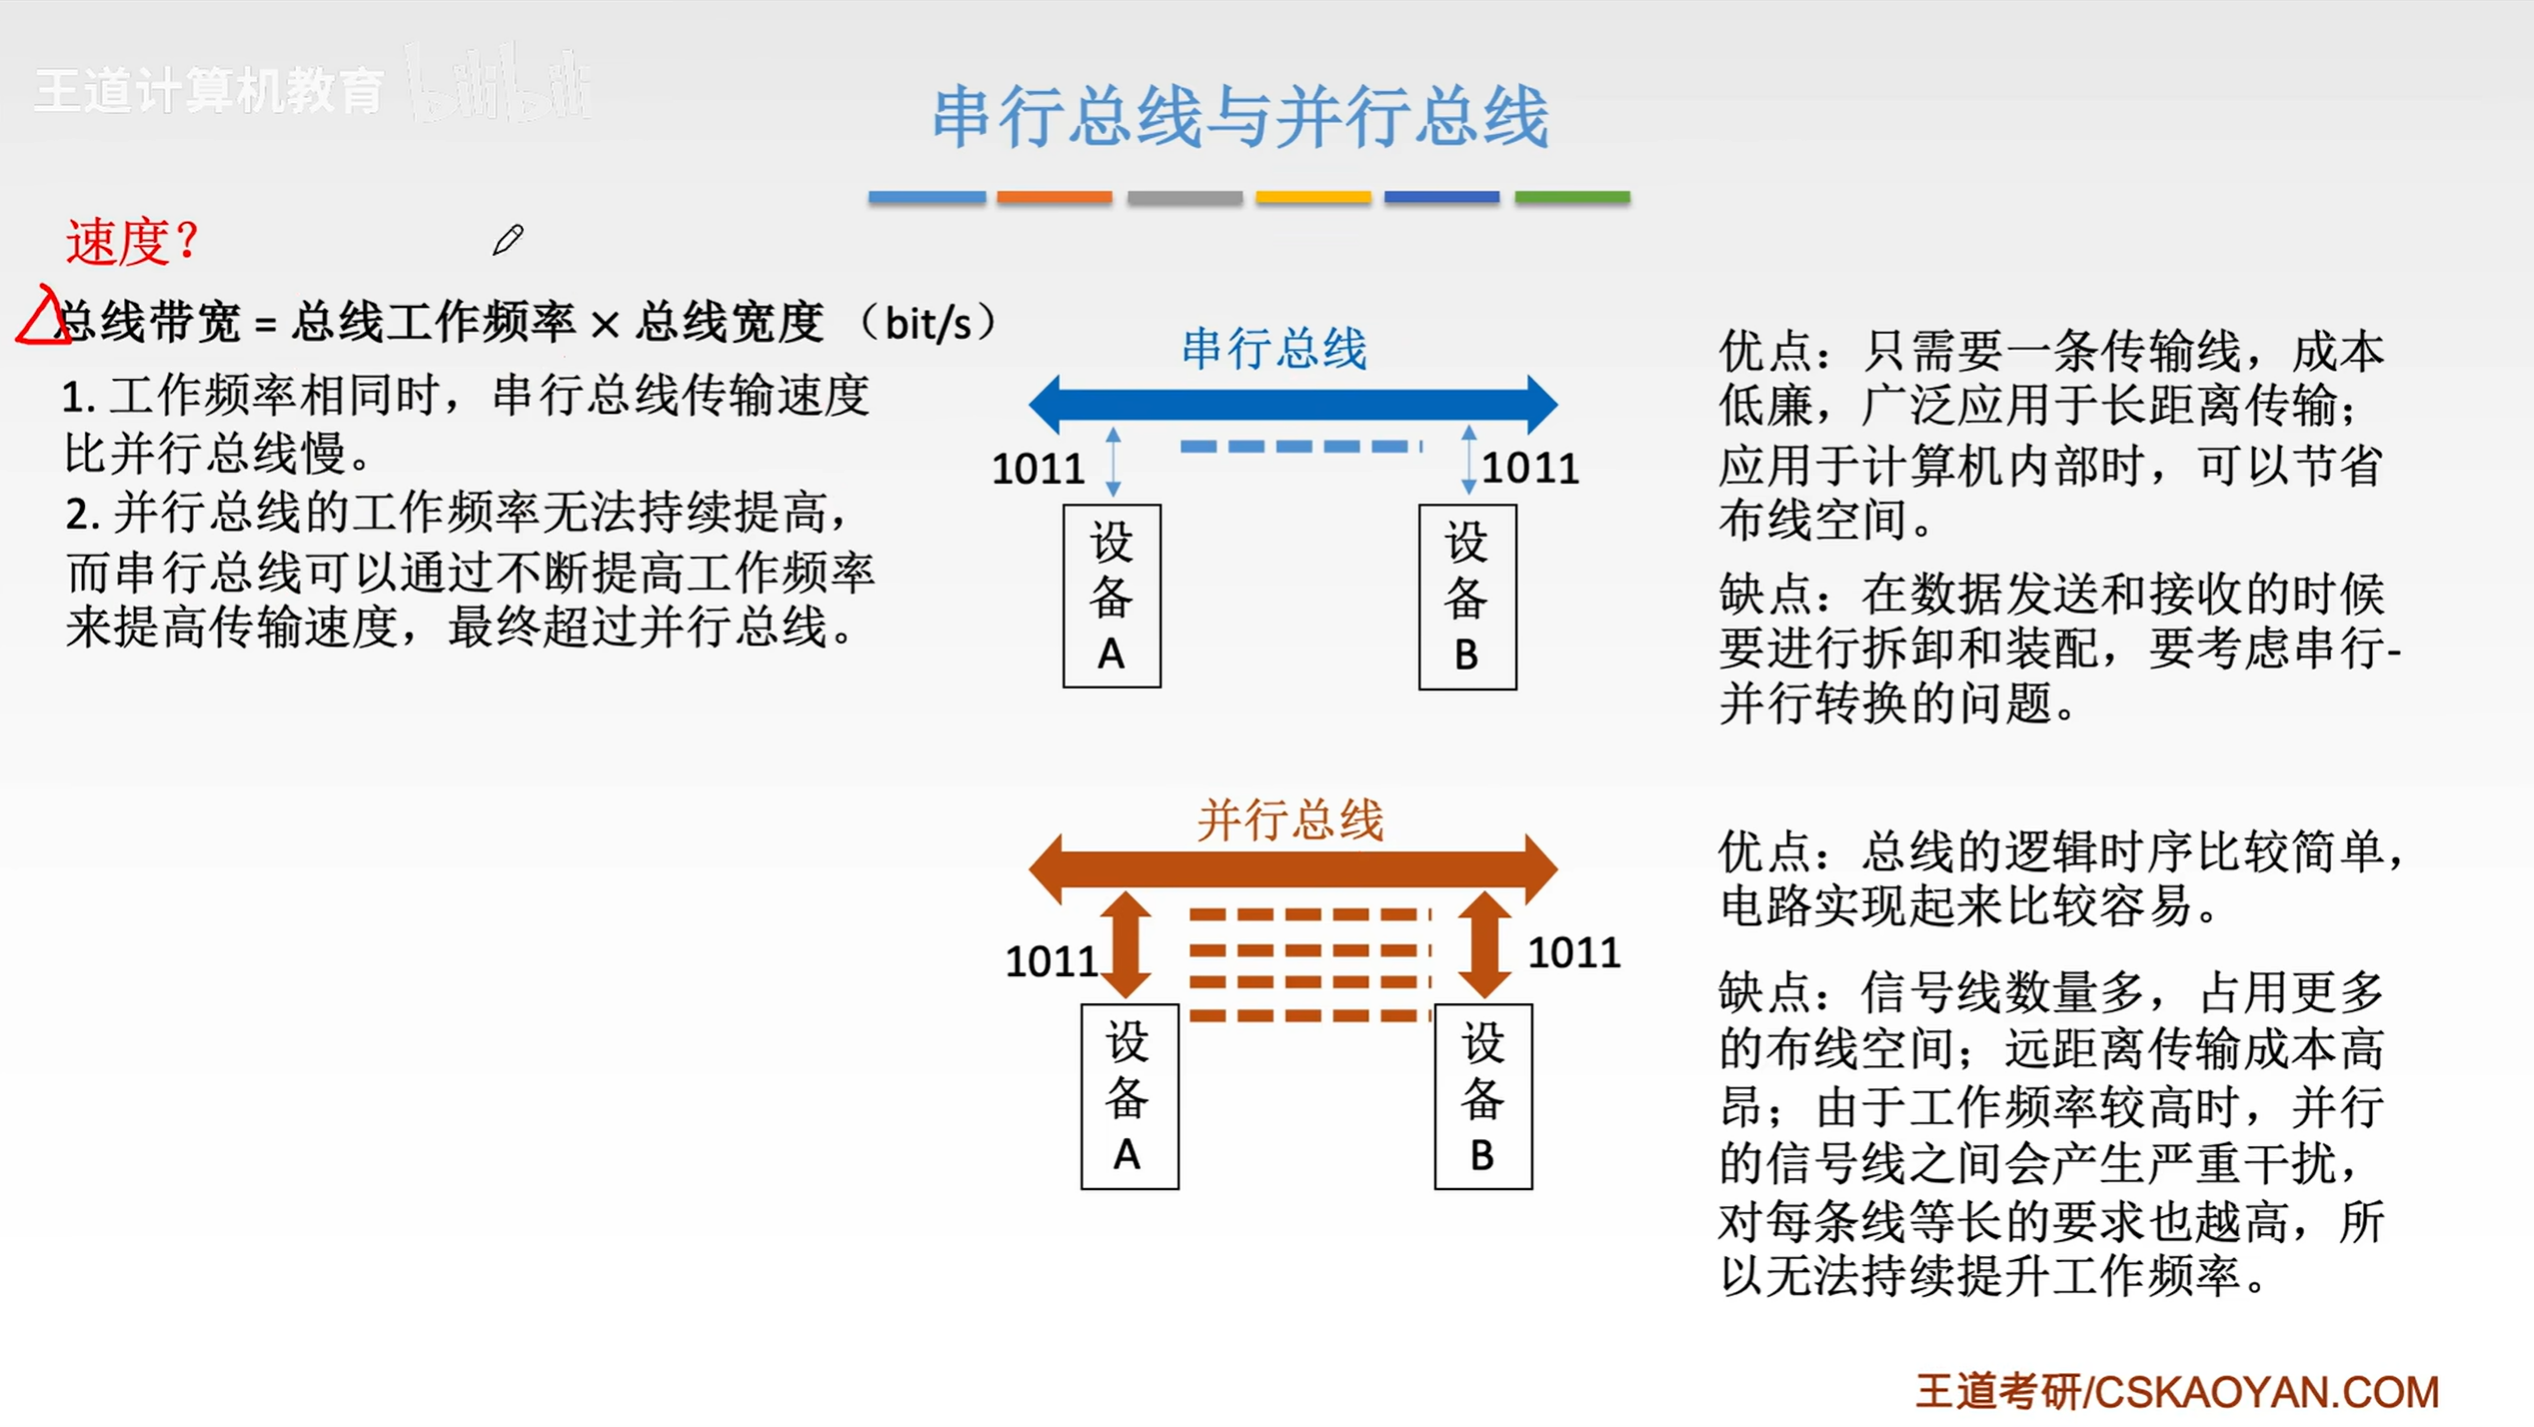 王道计算机教育 bilibili
串行总线与并行总线
速度？
总线带宽 = 总线工作频率 × 总线宽度 （bit/s）
1. 工作频率相同时，串行总线传输速度
比并行总线慢。
2. 并行总线的工作频率无法持续提高，
而串行总线可以通过不断提高工作频率
来提高传输速度，最终超过并行总线。
串行总线
1011
1011
设
备
A
设
备
B
优点：只需要一条传输线，成本
低廉，广泛应用于长距离传输；
应用于计算机内部时，可以节省
布线空间。
缺点：在数据发送和接收的时候
要进行拆卸和装配，要考虑串行-
并行转换的问题。
并行总线
1011
1011
设
备
A
设
备
B
优点：总线的逻辑时序比较简单，
电路实现起来比较容易。
缺点：信号线数量多，占用更多
的布线空间；远距离传输成本高
昂；由于工作频率较高时，并行
的信号线之间会产生严重干扰，
对每条线等长的要求也越高，所
以无法持续提升工作频率。
王道考研/CSKAOYAN.COM